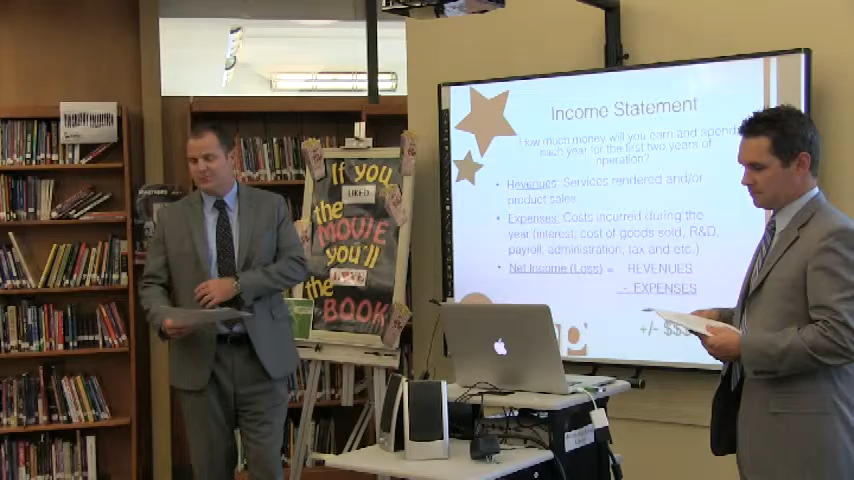 If you
LIKED
the
MOVIE
you'll
LOVE
the
BOOK
Income Statement
How much money will you earn and spend
each year for the first two years of
operation?
• Revenues: Services rendered and/or
product sales
• Expenses: Costs incurred during the
year (interest, cost of goods sold, R&D,
payroll, administration, tax and etc.)
• Net Income (Loss) = REVENUES
- EXPENSES
+/- $$$